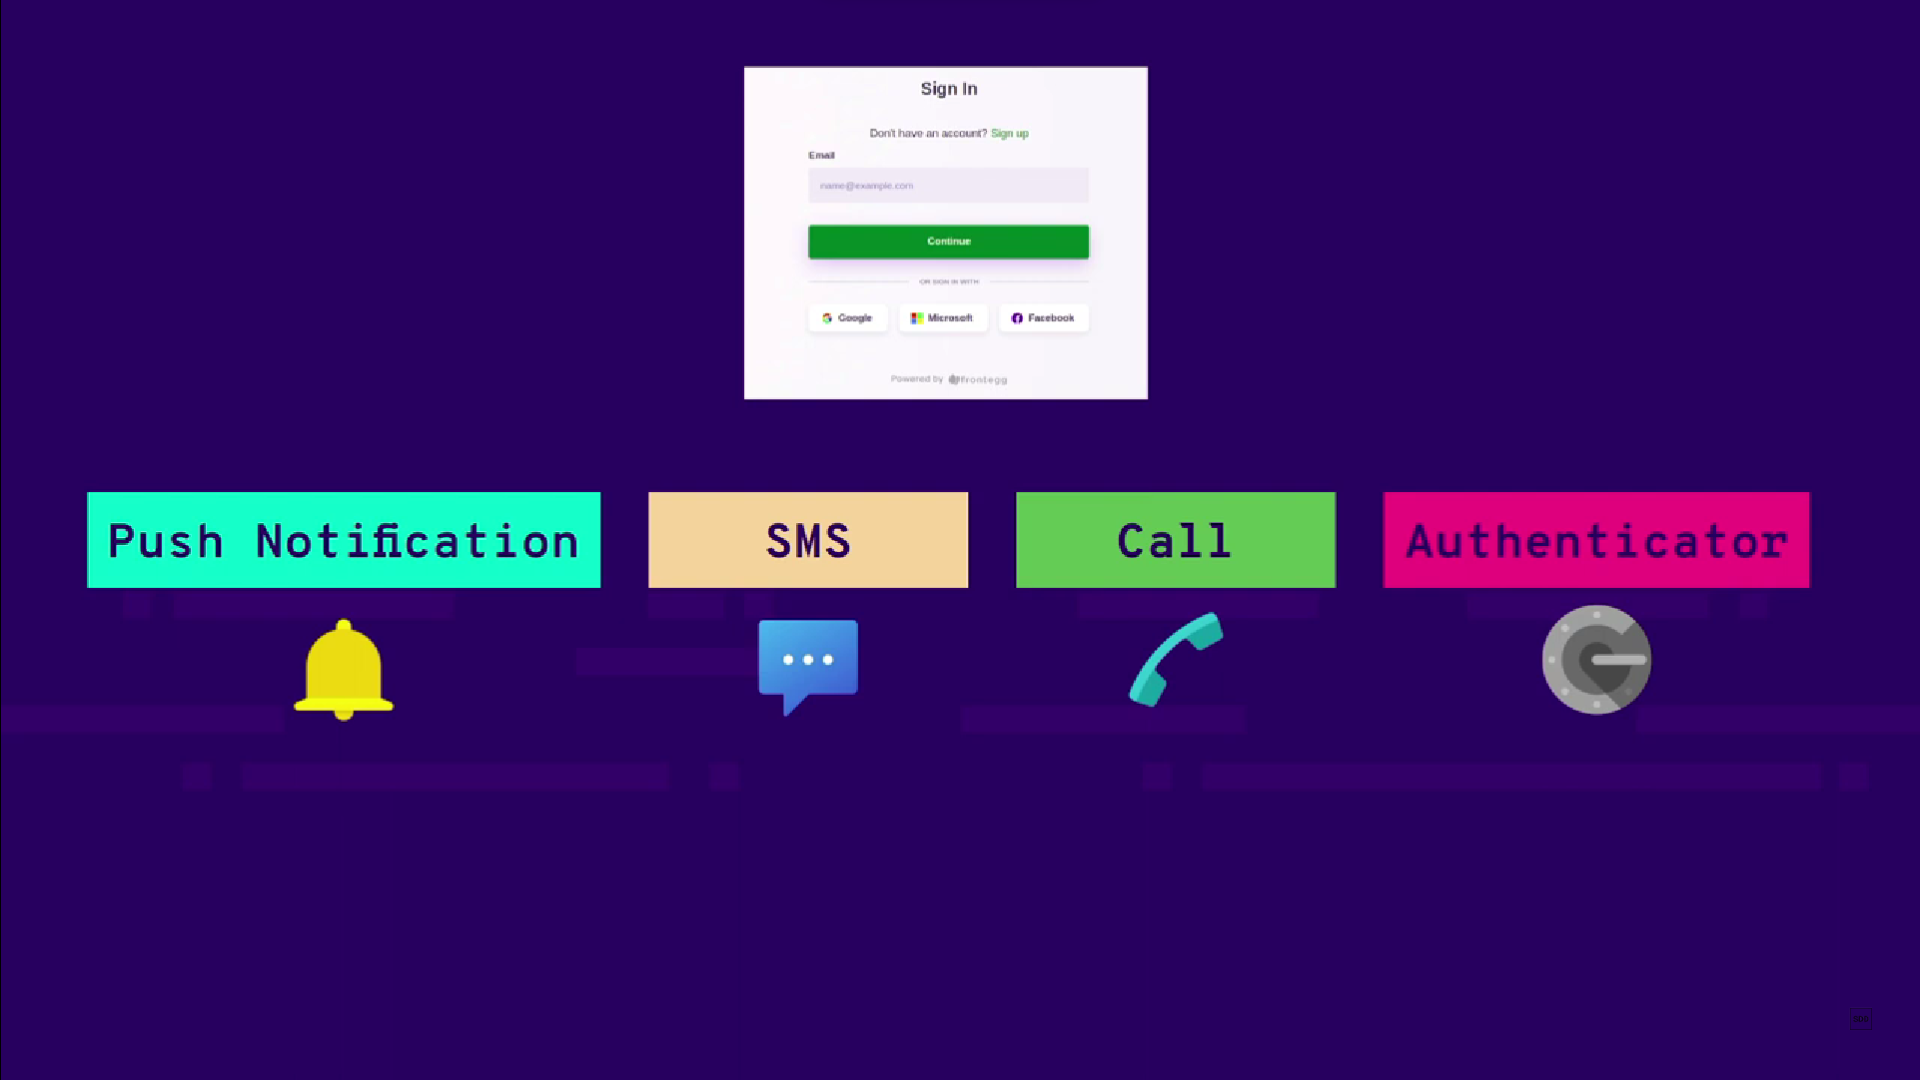 Sign In
Don't have an account? Sign up
Email
name@example.com
Continue
OR SIGN IN WITH
Google Microsoft Facebook
Powered by frontegg
Push Notification SMS Call Authenticator